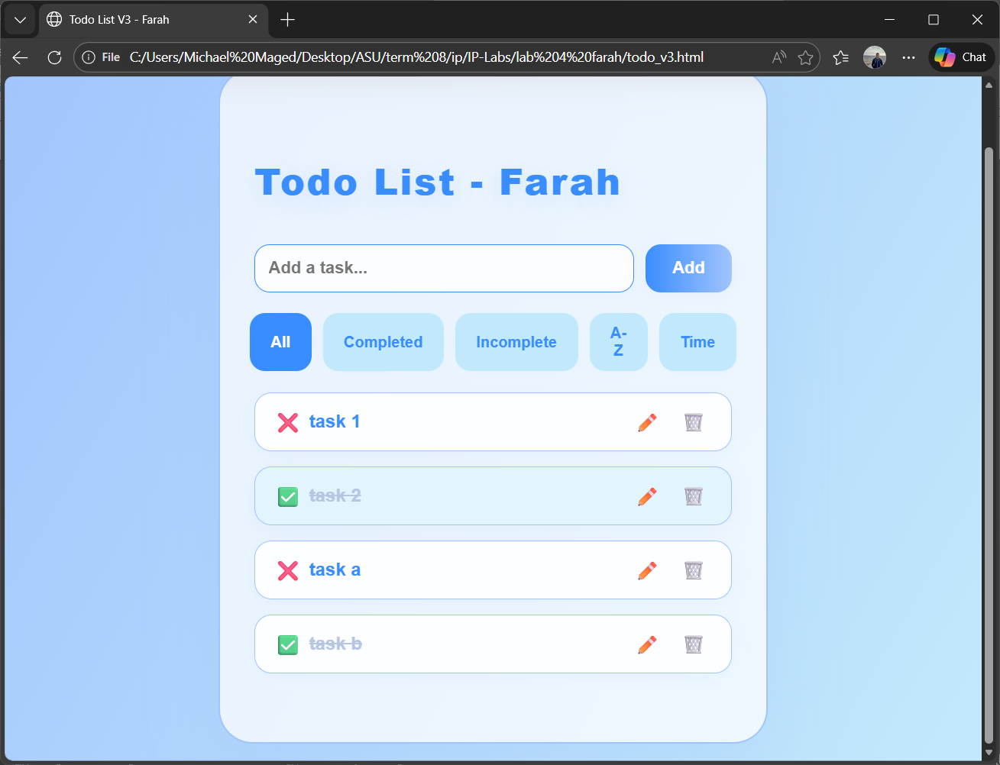 Todo List V3 - Farah
File C:/Users/Michael%20Maged/Desktop/ASU/term%208/ip/IP-Labs/lab%204%20farah/todo_v3.html
Chat
Todo List - Farah
Add a task...
Add
All
Completed
Incomplete
A-
Z
Time
task 1
task 2
task a
task b